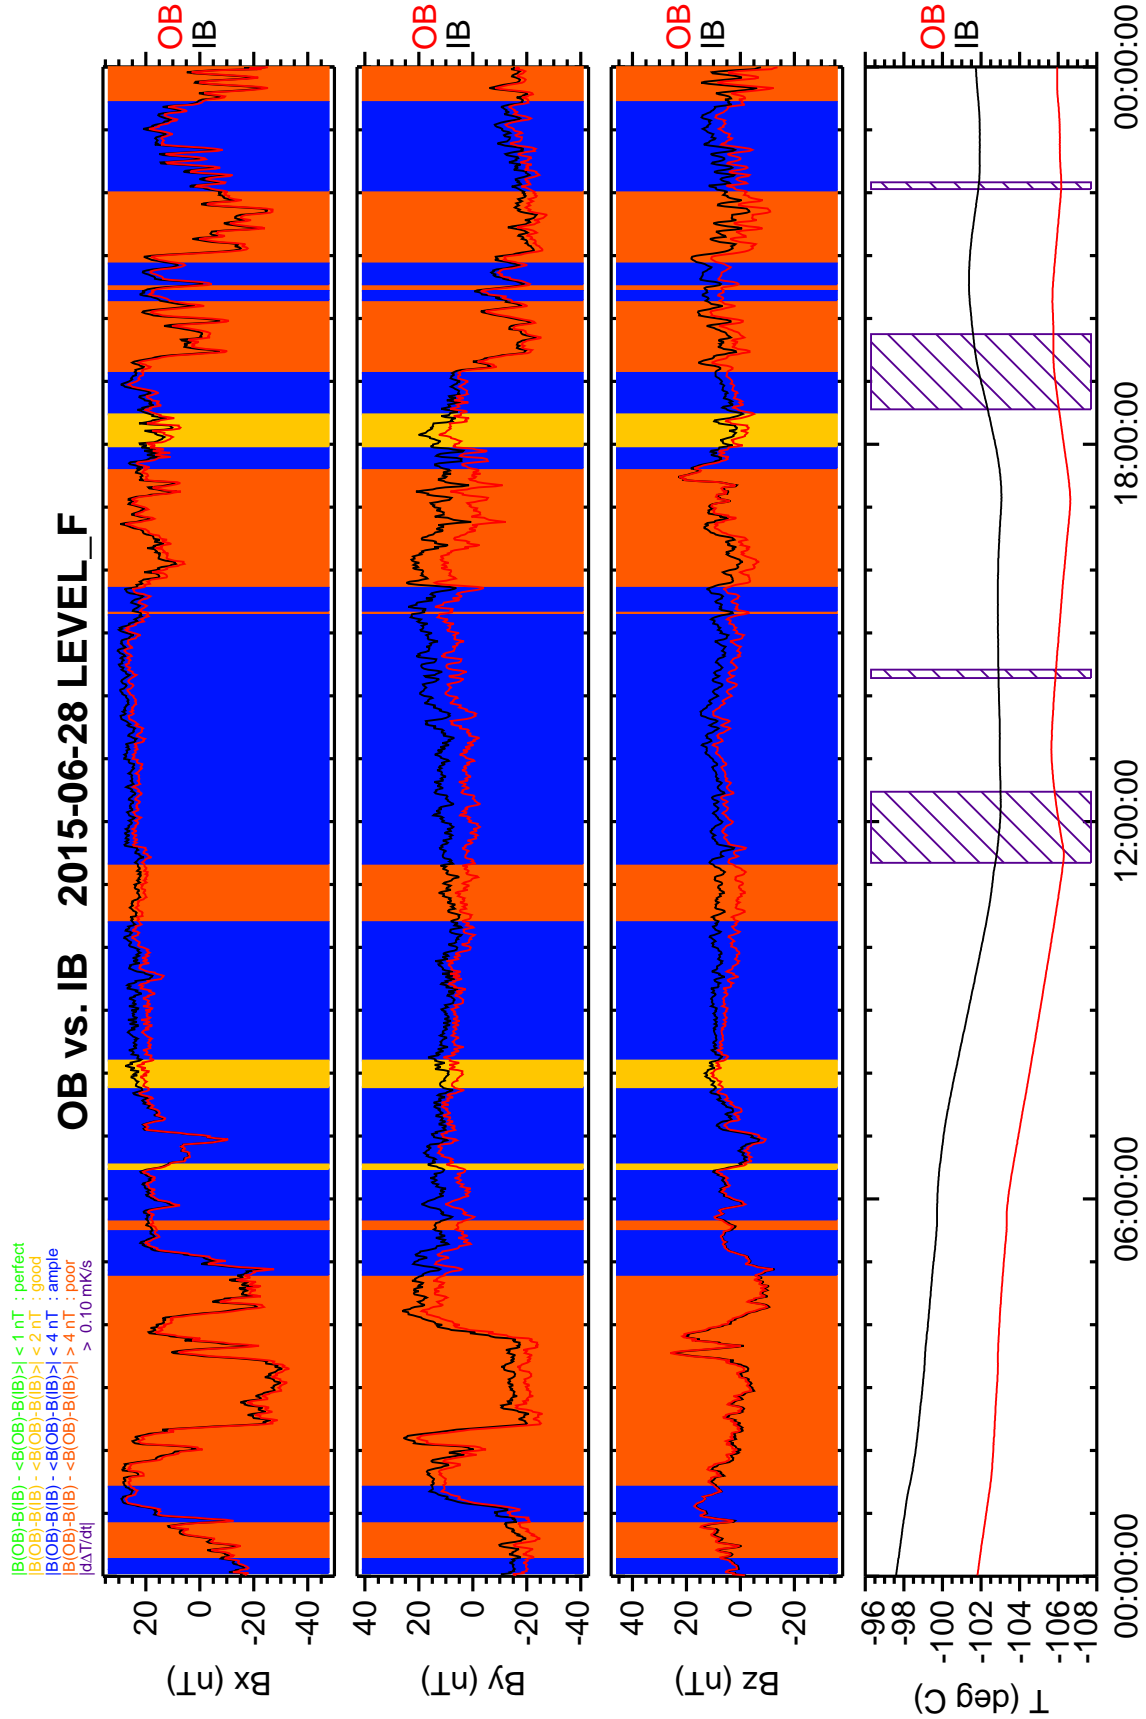 OB vs. IB 2015-06-28 LEVEL_F
|B(OB)-B(IB) - <B(OB)-B(IB)>| < 1 nT : perfect
|B(OB)-B(IB) - <B(OB)-B(IB)>| < 2 nT : good
|B(OB)-B(IB) - <B(OB)-B(IB)>| < 4 nT : ample
|B(OB)-B(IB) - <B(OB)-B(IB)>| > 4 nT : poor
|dΔT/dt| > 0.10 mK/s
Bx (nT)
20
0
-20
-40
OB
IB
By (nT)
40
20
0
-20
-40
OB
IB
Bz (nT)
20
0
-20
OB
IB
T (deg C)
-96
-98
-100
-102
-104
-106
-108
OB
IB
00:00:00 06:00:00 12:00:00 18:00:00 00:00:00